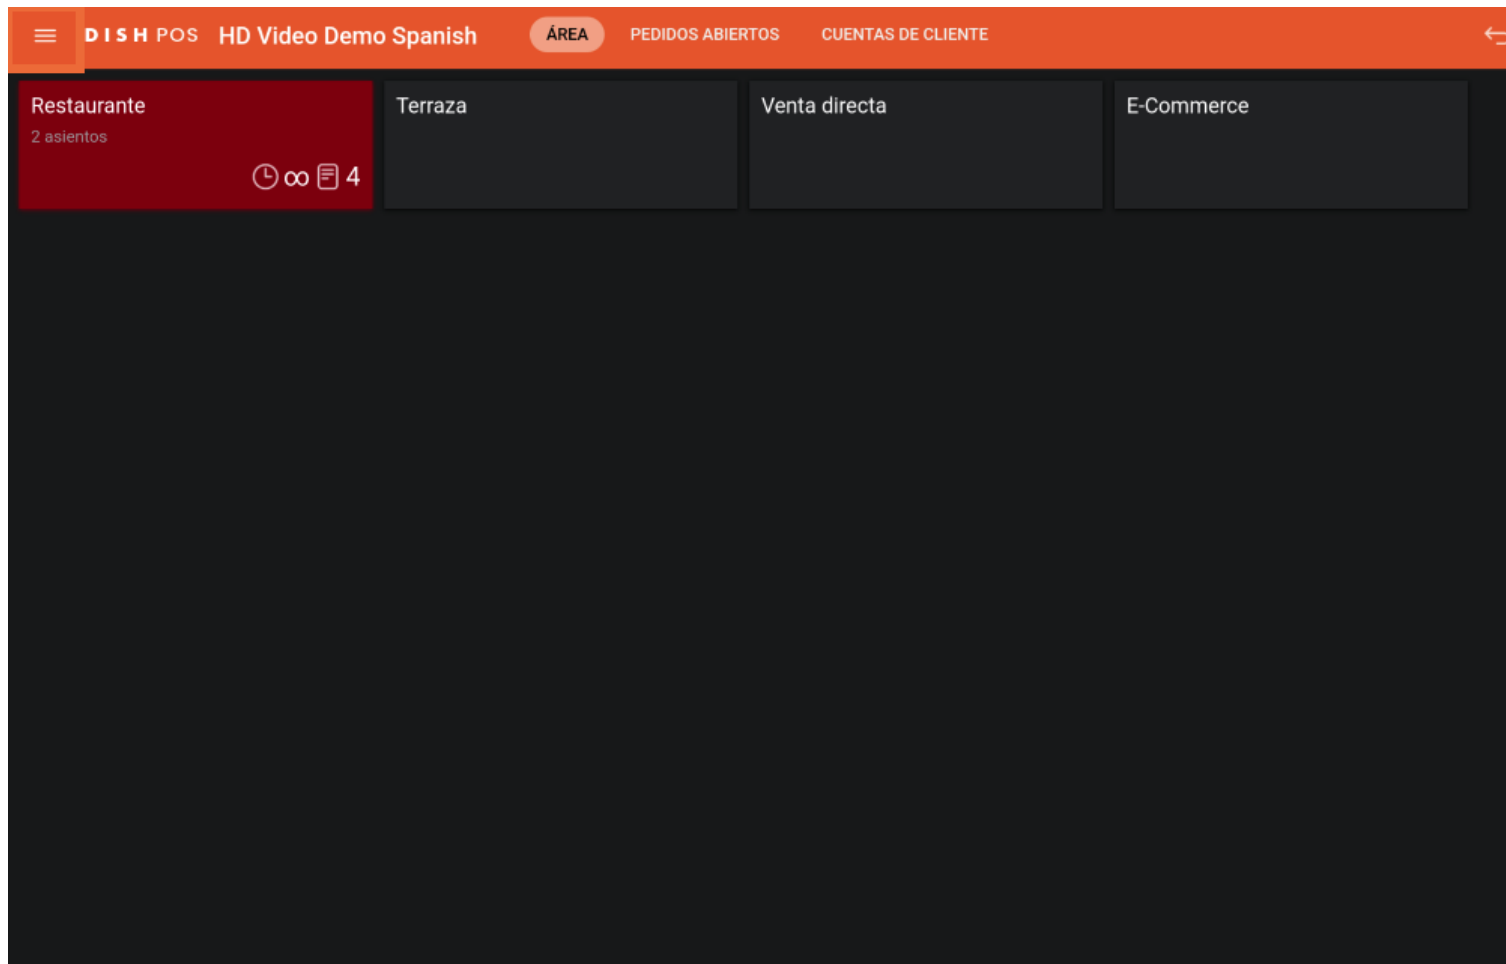 DISH POS HD Video Demo Spanish ÁREA PEDIDOS ABIERTOS CUENTAS DE CLIENTE
Restaurante
2 asientos
∞ 4
Terraza
Venta directa
E-Commerce